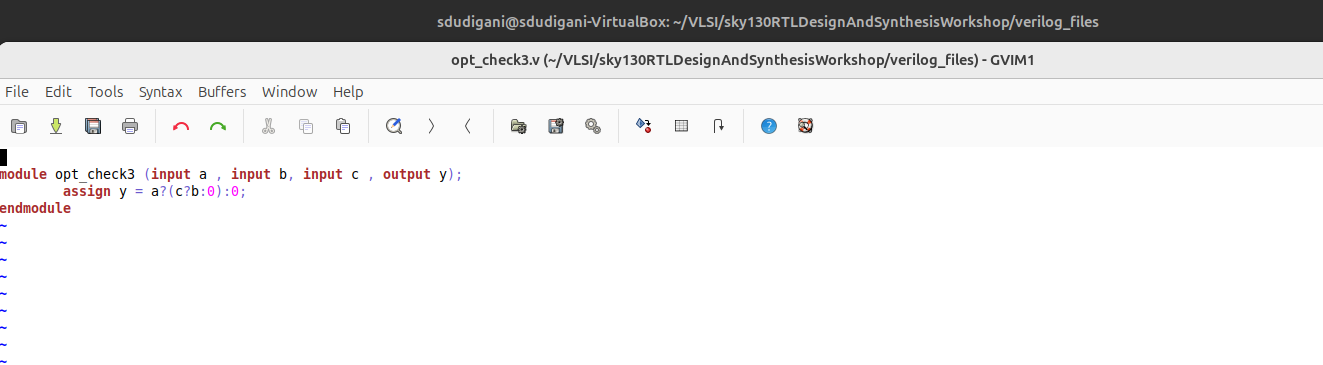 sdudigani@sdudigani-VirtualBox: ~/VLSI/sky130RTLDesignAndSynthesisWorkshop/verilog_files
opt_check3.v (~/VLSI/sky130RTLDesignAndSynthesisWorkshop/verilog_files) - GVIM1
File Edit Tools Syntax Buffers Window Help
module opt_check3 (input a , input b, input c , output y);
        assign y = a?(c?b:0):0;
endmodule
~
~
~
~
~
~
~
~
~